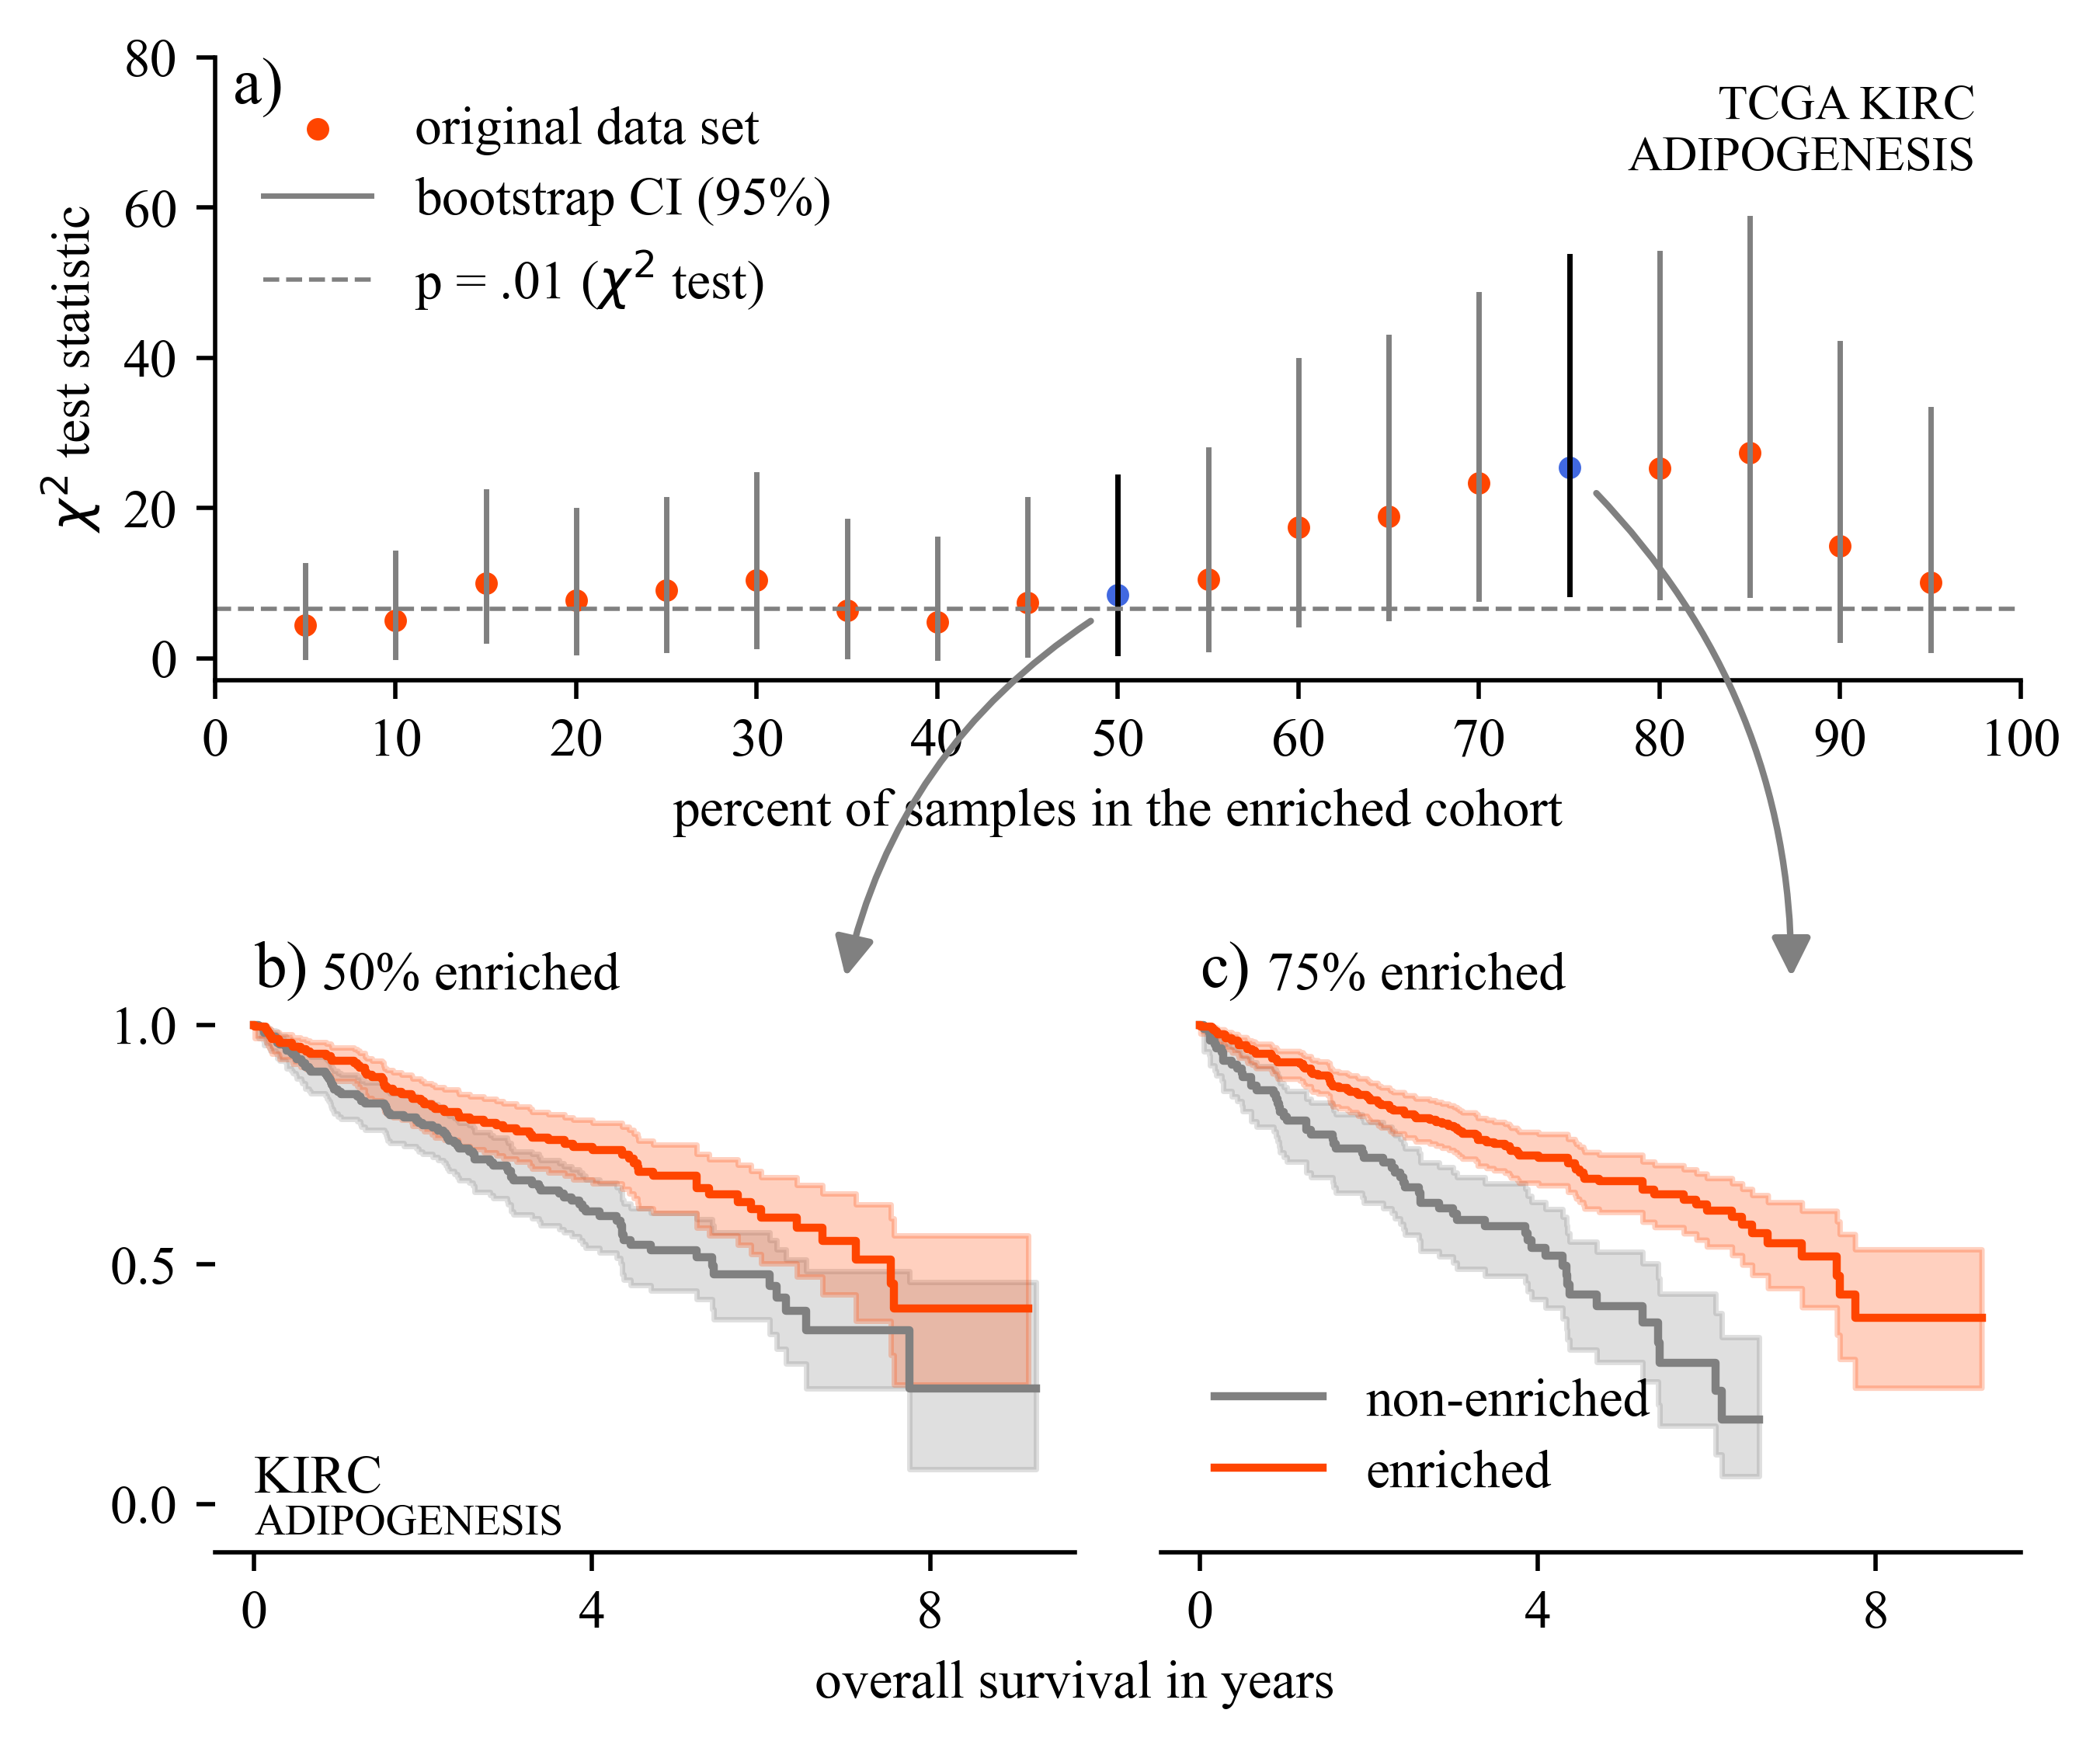 a)
TCGA KIRC
ADIPOGENESIS
original data set
bootstrap CI (95%)
p = .01 (χ² test)
χ² test statistic
80
60
40
20
0
0 10 20 30 40 50 60 70 80 90 100
percent of samples in the enriched cohort
b) 50% enriched
c) 75% enriched
1.0
0.5
0.0
KIRC
ADIPOGENESIS
non-enriched
enriched
0 4 8
0 4 8
overall survival in years